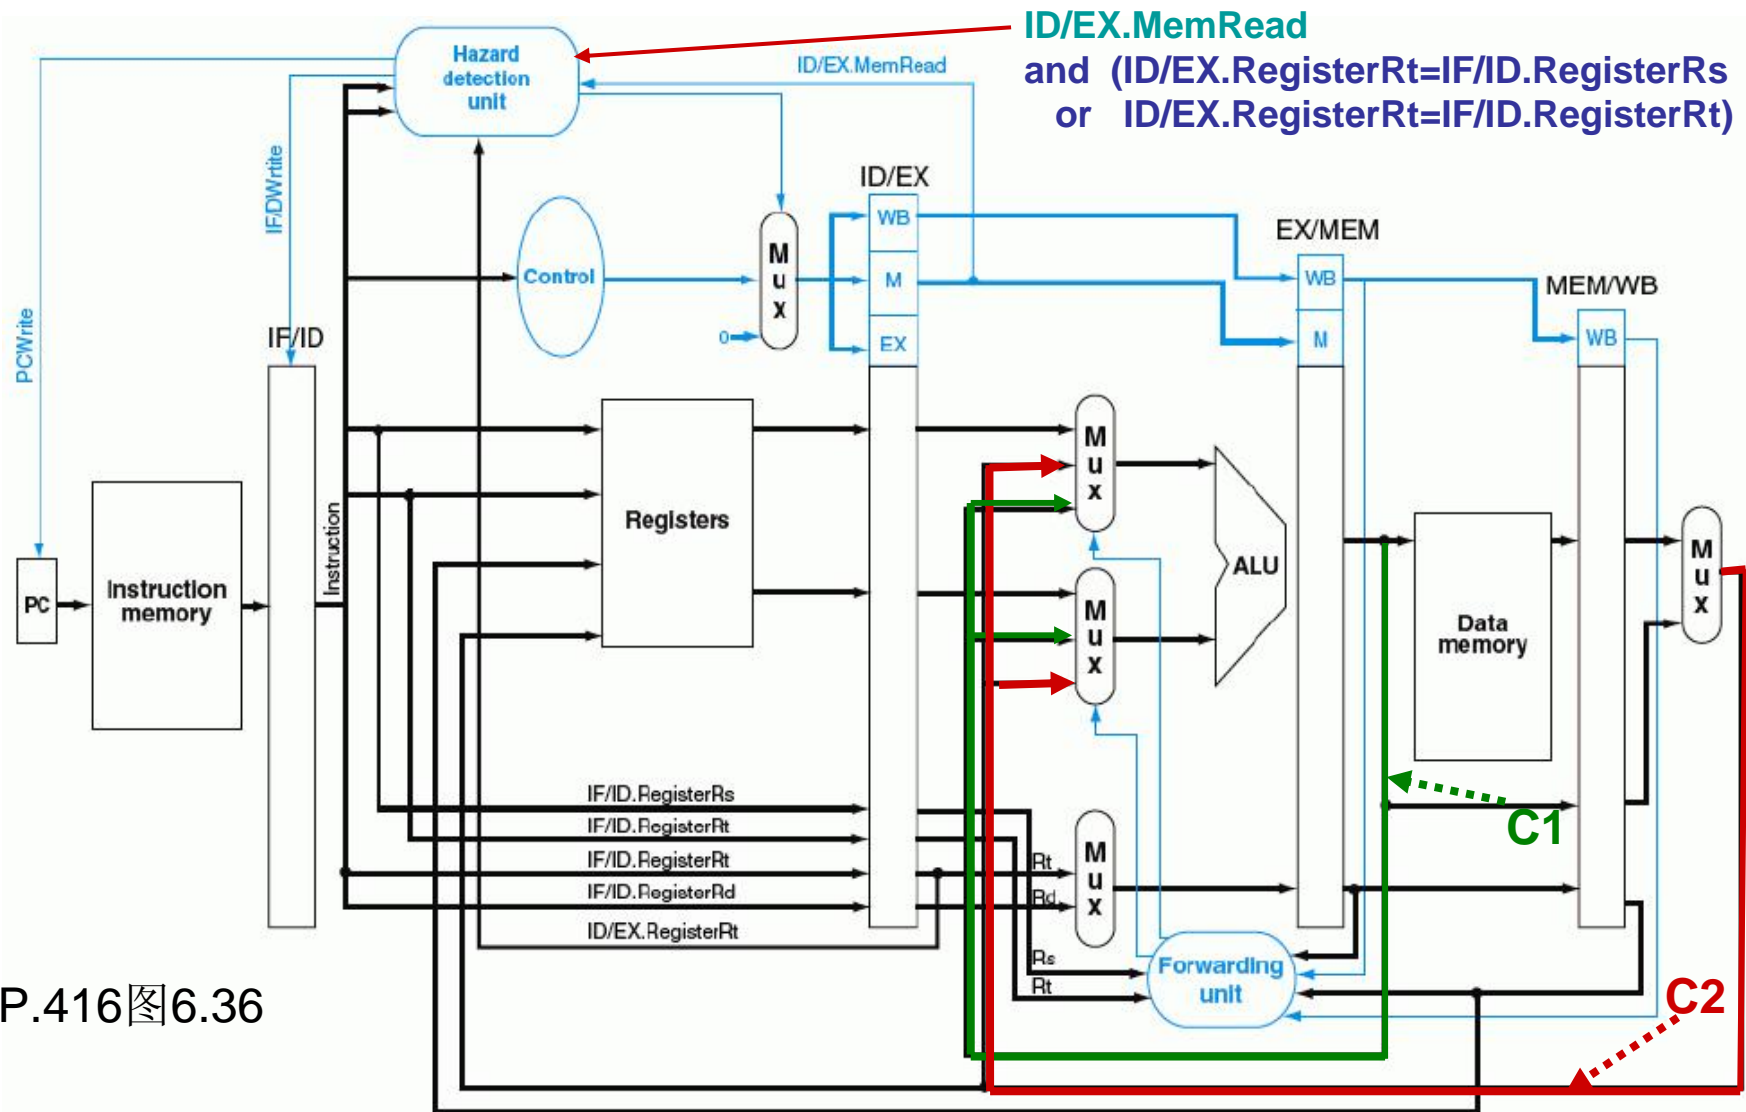 ID/EX.MemRead
and (ID/EX.RegisterRt=IF/ID.RegisterRs
or ID/EX.RegisterRt=IF/ID.RegisterRt)
Hazard
detection
unit
ID/EX.MemRead
IF/DWrtite
PCWrite
ID/EX
WB
M
EX
Control
0
M
u
x
EX/MEM
WB
M
MEM/WB
WB
IF/ID
Instruction
PC
Instruction
memory
Registers
M
u
x
M
u
x
ALU
Data
memory
M
u
x
IF/ID.RegisterRs
IF/ID.RegisterRt
IF/ID.RegisterRt
IF/ID.RegisterRd
ID/EX.RegisterRt
Rt
Rd
M
u
x
Rs
Rt
Forwarding
unit
C1
C2
P.416图6.36